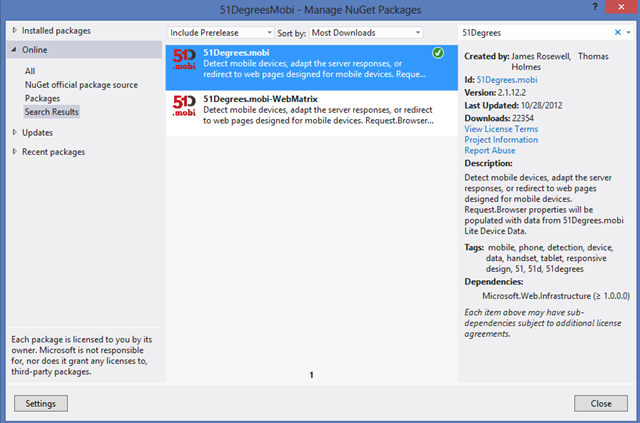 51DegreesMobi - Manage NuGet Packages
? ✕
Installed packages
Online
All
NuGet official package source
Packages
Search Results
Updates
Recent packages
Each package is licensed to you by its
owner. Microsoft is not responsible
for, nor does it grant any licenses to,
third-party packages.
Include Prerelease Sort by: Most Downloads
51D
.mobi
51Degrees.mobi
Detect mobile devices, adapt the server responses, or
redirect to web pages designed for mobile devices. Reque...
51D
.mobi
51Degrees.mobi-WebMatrix
Detect mobile devices, adapt the server responses, or redirect
to web pages designed for mobile devices. Request.Browser...
1
51Degrees
Created by: James Rosewell, Thomas
Holmes
Id: 51Degrees.mobi
Version: 2.1.12.2
Last Updated: 10/28/2012
Downloads: 22354
View License Terms
Project Information
Report Abuse
Description:
Detect mobile devices, adapt the server
responses, or redirect to web pages
designed for mobile devices.
Request.Browser properties will be
populated with data from 51Degrees.mobi
Lite Device Data.
Tags: mobile, phone, detection, device,
data, handset, tablet, responsive
design, 51, 51d, 51degrees
Dependencies:
Microsoft.Web.Infrastructure (≥ 1.0.0.0)
Each item above may have sub-
dependencies subject to additional license
agreements.
Settings
Close